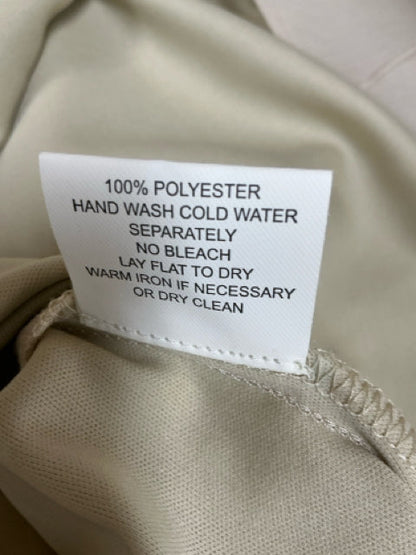 100% POLYESTER
HAND WASH COLD WATER
SEPARATELY
NO BLEACH
LAY FLAT TO DRY
WARM IRON IF NECESSARY
OR DRY CLEAN